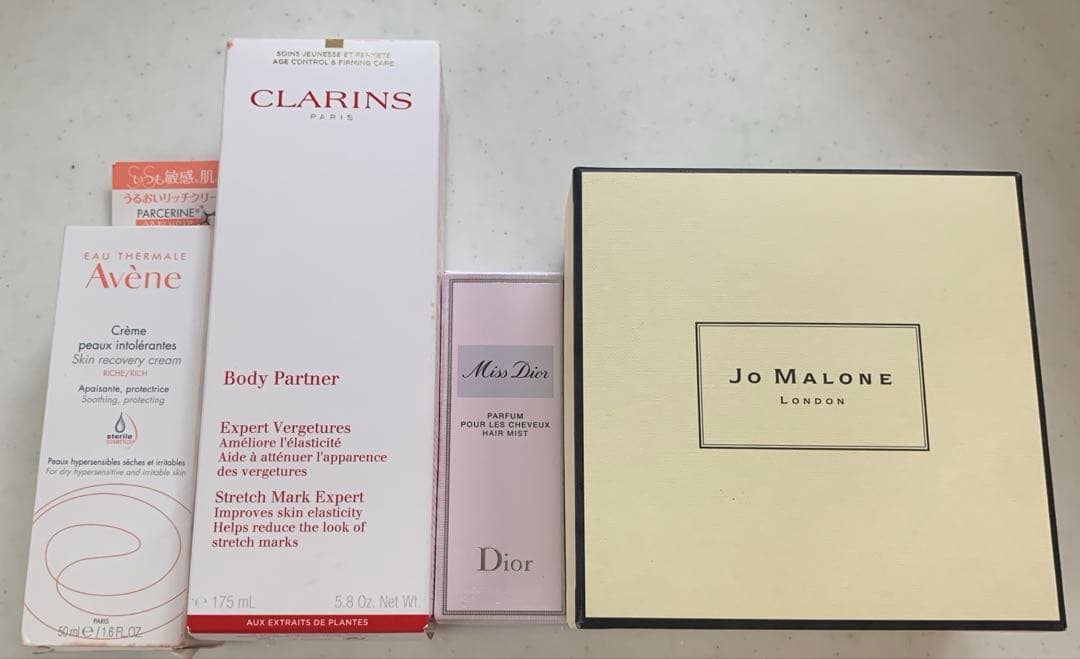 いつも敏感 肌
うるおいリッチクリー
PARCERINE
EAU THERMALE
Avène
Crème
peaux intolérantes
Skin recovery cream
RICHE/RICH
Apaisante, protectrice
Soothing, protecting
stérile
cosmetics
Peaux hypersensibles sèches et irritables
For dry hypersensitive and irritable skin
PARIS
50 ml e / 1.6 FL.OZ.
SOINS JEUNESSE ET FERMETÉ
AGE CONTROL & FIRMING CARE
CLARINS
PARIS
Body Partner
Expert Vergetures
Améliore l'élasticité
Aide à atténuer l'apparence
des vergetures
Stretch Mark Expert
Improves skin elasticity
Helps reduce the look of
stretch marks
e 175 mL 5.8 Oz. Net Wt.
AUX EXTRAITS DE PLANTES
Miss Dior
PARFUM
POUR LES CHEVEUX
HAIR MIST
Dior
JO MALONE
LONDON